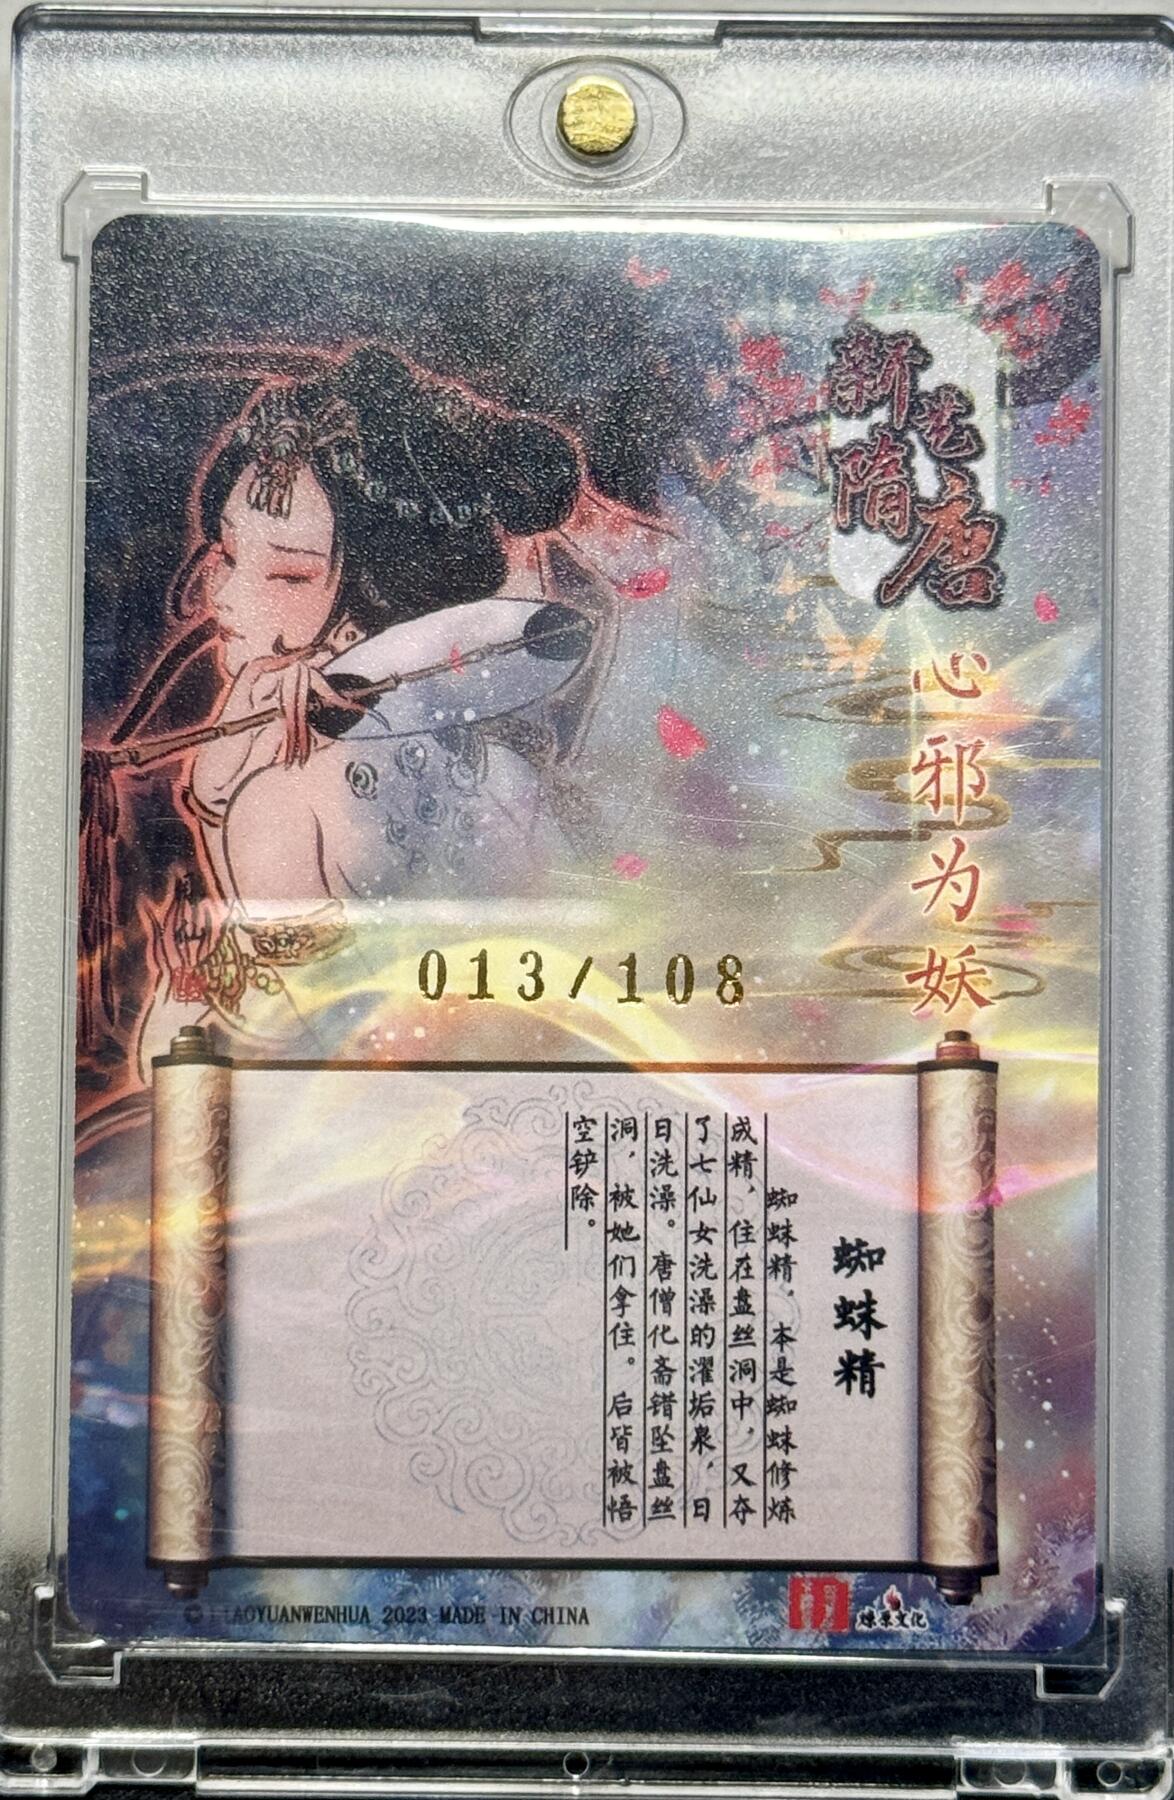 新艺隋唐
心邪为妖
013/108
蜘蛛精
蜘蛛精，本是蜘蛛修炼
成精，住在盘丝洞中，又夺
了七仙女洗澡的濯垢泉，日
日洗澡。唐僧化斋错坠盘丝
洞，被她们拿住。后皆被悟
空铲除。
© LIAOYUANWENHUA 2023 MADE IN CHINA
燎原文化